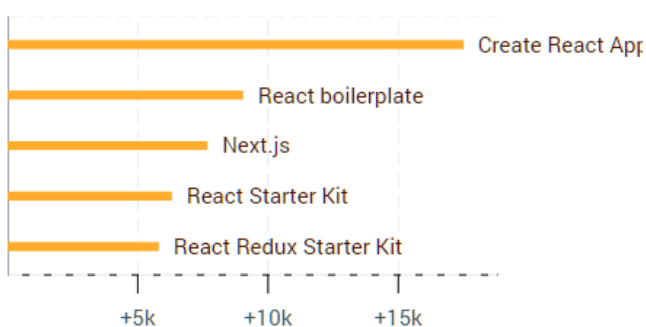 Create React App
React boilerplate
Next.js
React Starter Kit
React Redux Starter Kit
+5k +10k +15k